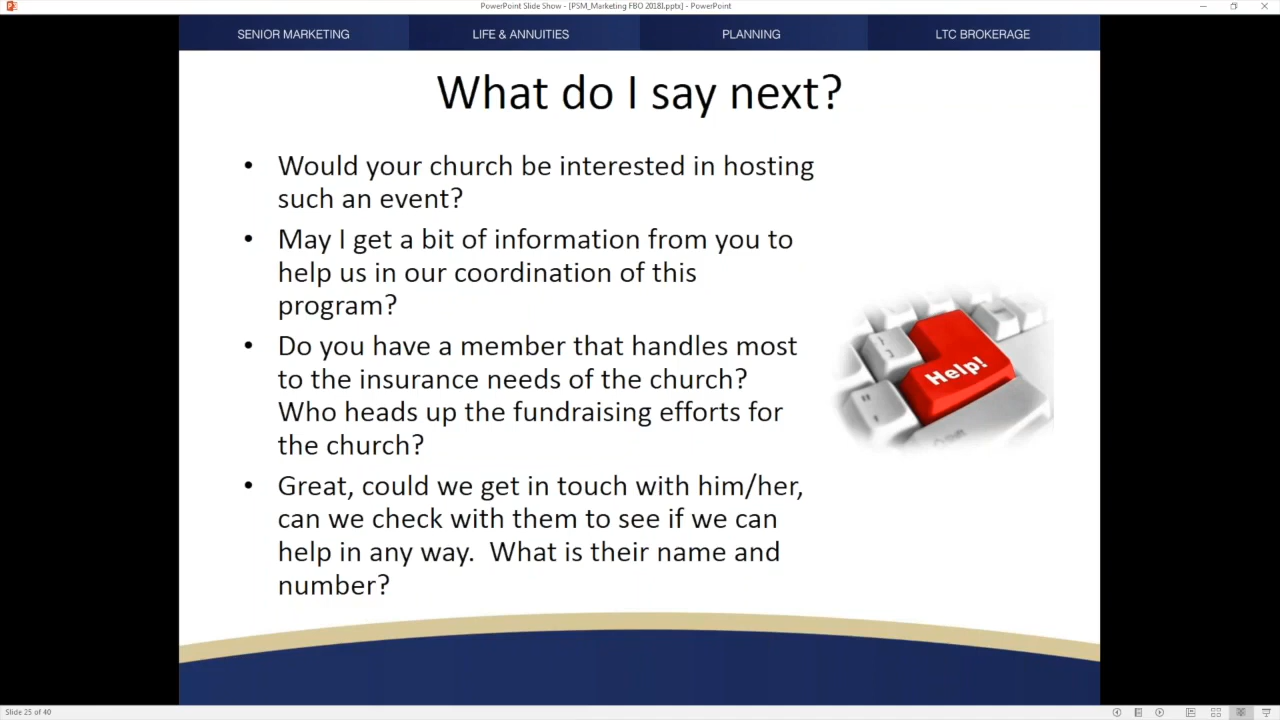 PowerPoint Slide Show - [PSM_Marketing FBO 2018l.pptx] - PowerPoint
SENIOR MARKETING
LIFE & ANNUITIES
PLANNING
LTC BROKERAGE
What do I say next?
• Would your church be interested in hosting
such an event?
• May I get a bit of information from you to
help us in our coordination of this
program?
• Do you have a member that handles most
to the insurance needs of the church?
Who heads up the fundraising efforts for
the church?
• Great, could we get in touch with him/her,
can we check with them to see if we can
help in any way.  What is their name and
number?
Help!
Slide 25 of 40